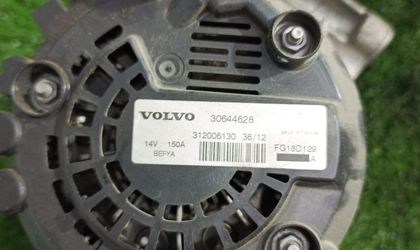 VOLVO 30644628
312006130 36/12
14V 150A FG18D129
BEFYA A